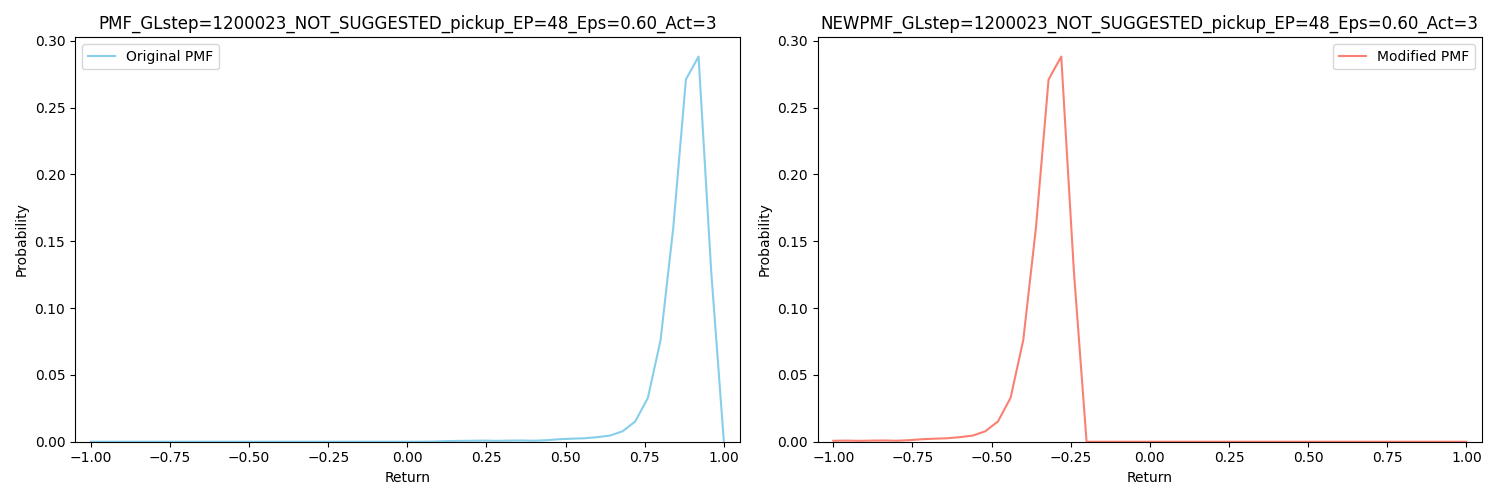 PMF_GLstep=1200023_NOT_SUGGESTED_pickup_EP=48_Eps=0.60_Act=3
Original PMF
Probability
0.30
0.25
0.20
0.15
0.10
0.05
0.00
−1.00 −0.75 −0.50 −0.25 0.00 0.25 0.50 0.75 1.00
Return
NEWPMF_GLstep=1200023_NOT_SUGGESTED_pickup_EP=48_Eps=0.60_Act=3
Modified PMF
Probability
0.30
0.25
0.20
0.15
0.10
0.05
0.00
−1.00 −0.75 −0.50 −0.25 0.00 0.25 0.50 0.75 1.00
Return